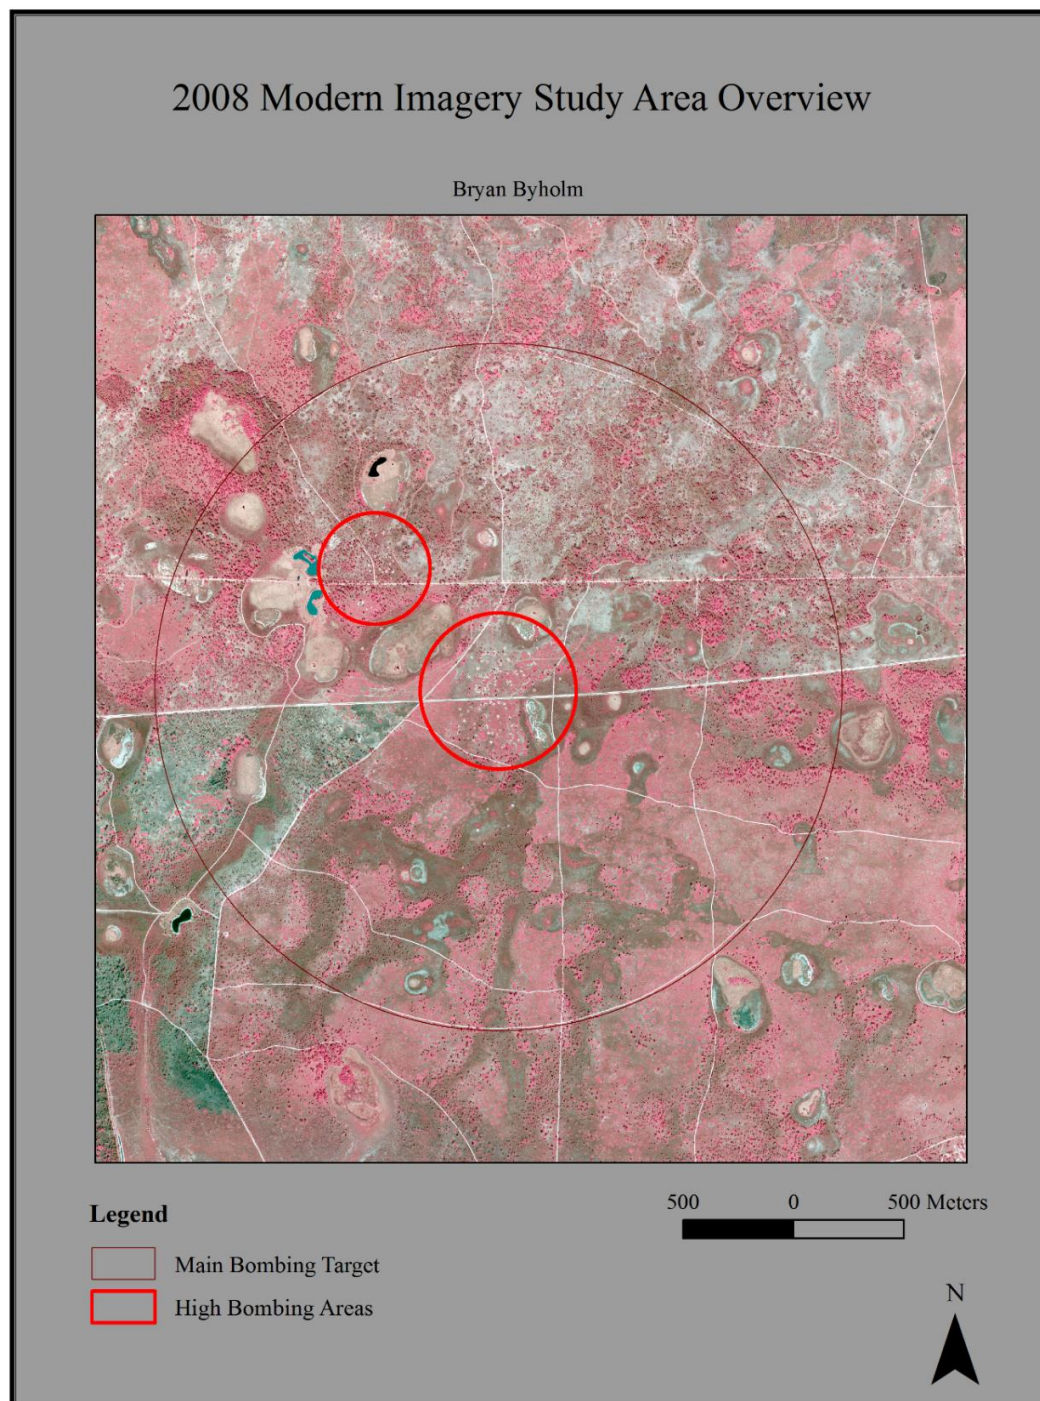 2008 Modern Imagery Study Area Overview
Bryan Byholm
Legend
Main Bombing Target
High Bombing Areas
500 0 500 Meters
N